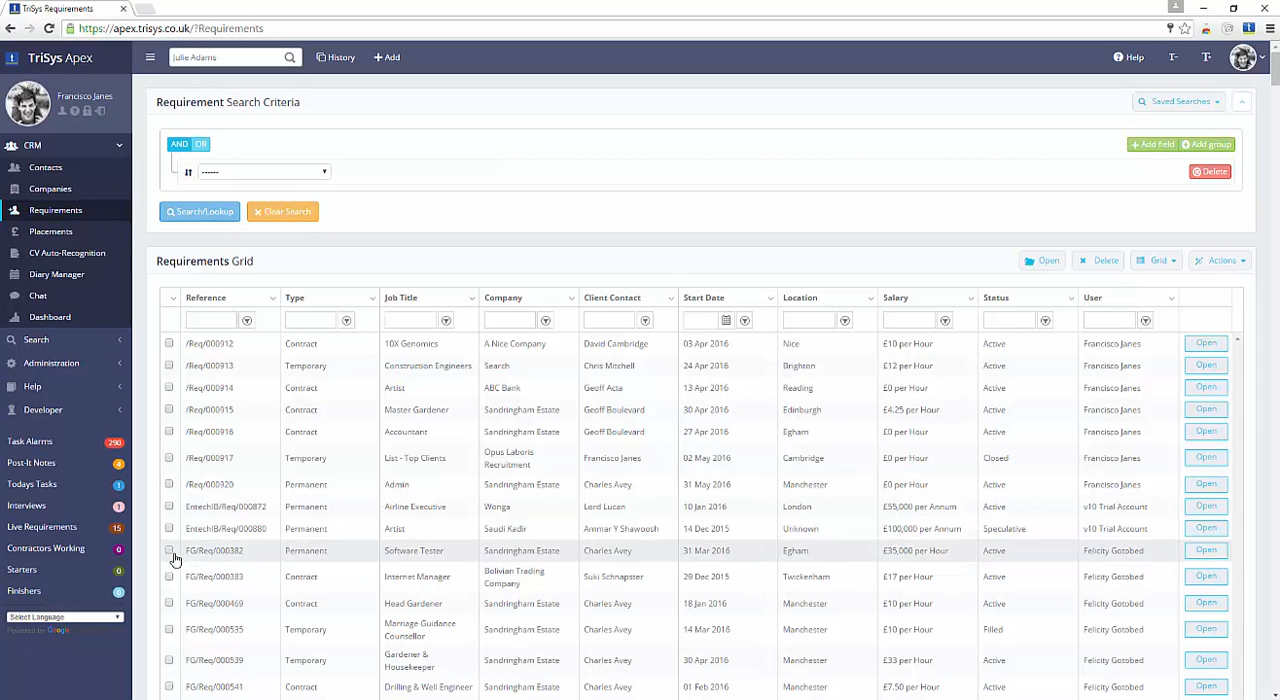 TriSys Requirements
https://apex.trisys.co.uk/?Requirements
TriSys Apex
Julie Adams
History
Add
Help
T-
T+
Francisco Janes
CRM
Contacts
Companies
Requirements
Placements
CV Auto-Recognition
Diary Manager
Chat
Dashboard
Search
Administration
Help
Developer
Task Alarms 290
Post-It Notes 4
Todays Tasks 1
Interviews 1
Live Requirements 15
Contractors Working 0
Starters 0
Finishers 0
Select Language
Powered by Google
Requirement Search Criteria
Saved Searches
AND OR
Add field Add group
------
Delete
Search/Lookup Clear Search
Requirements Grid
Open Delete Grid Actions
Reference Type Job Title Company Client Contact Start Date Location Salary Status User
/Req/000912 Contract 10X Genomics A Nice Company David Cambridge 03 Apr 2016 Nice £10 per Hour Active Francisco Janes Open
/Req/000913 Temporary Construction Engineers Search Chris Mitchell 24 Apr 2016 Brighton £12 per Hour Active Francisco Janes Open
/Req/000914 Contract Artist ABC Bank Geoff Acta 13 Apr 2016 Reading £0 per Hour Active Francisco Janes Open
/Req/000915 Contract Master Gardener Sandringham Estate Geoff Boulevard 30 Apr 2016 Edinburgh £4.25 per Hour Active Francisco Janes Open
/Req/000916 Contract Accountant Sandringham Estate Geoff Boulevard 27 Apr 2016 Egham £0 per Hour Active Francisco Janes Open
/Req/000917 Temporary List - Top Clients Opus Laboris Recruitment Francisco Janes 02 May 2016 Cambridge £0 per Hour Closed Francisco Janes Open
/Req/000920 Permanent Admin Sandringham Estate Charles Avey 31 May 2016 Manchester £0 per Hour Active Francisco Janes Open
EntechIB/Req/000872 Permanent Airline Executive Wonga Lord Lucan 10 Jan 2016 London £55,000 per Annum Active v10 Trial Account Open
EntechIB/Req/000880 Permanent Artist Saudi Kadir Ammar Y Shawoosh 14 Dec 2015 Unknown £100,000 per Annum Speculative v10 Trial Account Open
FG/Req/000382 Permanent Software Tester Sandringham Estate Charles Avey 31 Mar 2016 Egham £35,000 per Hour Active Felicity Gotobed Open
FG/Req/000383 Contract Internet Manager Bolivian Trading Company Suki Schnapster 29 Dec 2015 Twickenham £17 per Hour Active Felicity Gotobed Open
FG/Req/000469 Contract Head Gardener Sandringham Estate Charles Avey 18 Jan 2016 Manchester £10 per Hour Active Felicity Gotobed Open
FG/Req/000535 Temporary Marriage Guidance Counsellor Sandringham Estate Charles Avey 14 Mar 2016 Manchester £10 per Hour Filled Felicity Gotobed Open
FG/Req/000539 Temporary Gardener & Housekeeper Sandringham Estate Charles Avey 30 Apr 2016 Manchester £33 per Hour Active Felicity Gotobed Open
FG/Req/000541 Contract Drilling & Well Engineer Sandringham Estate Charles Avey 01 Feb 2016 Manchester £7.50 per Hour Active Felicity Gotobed Open